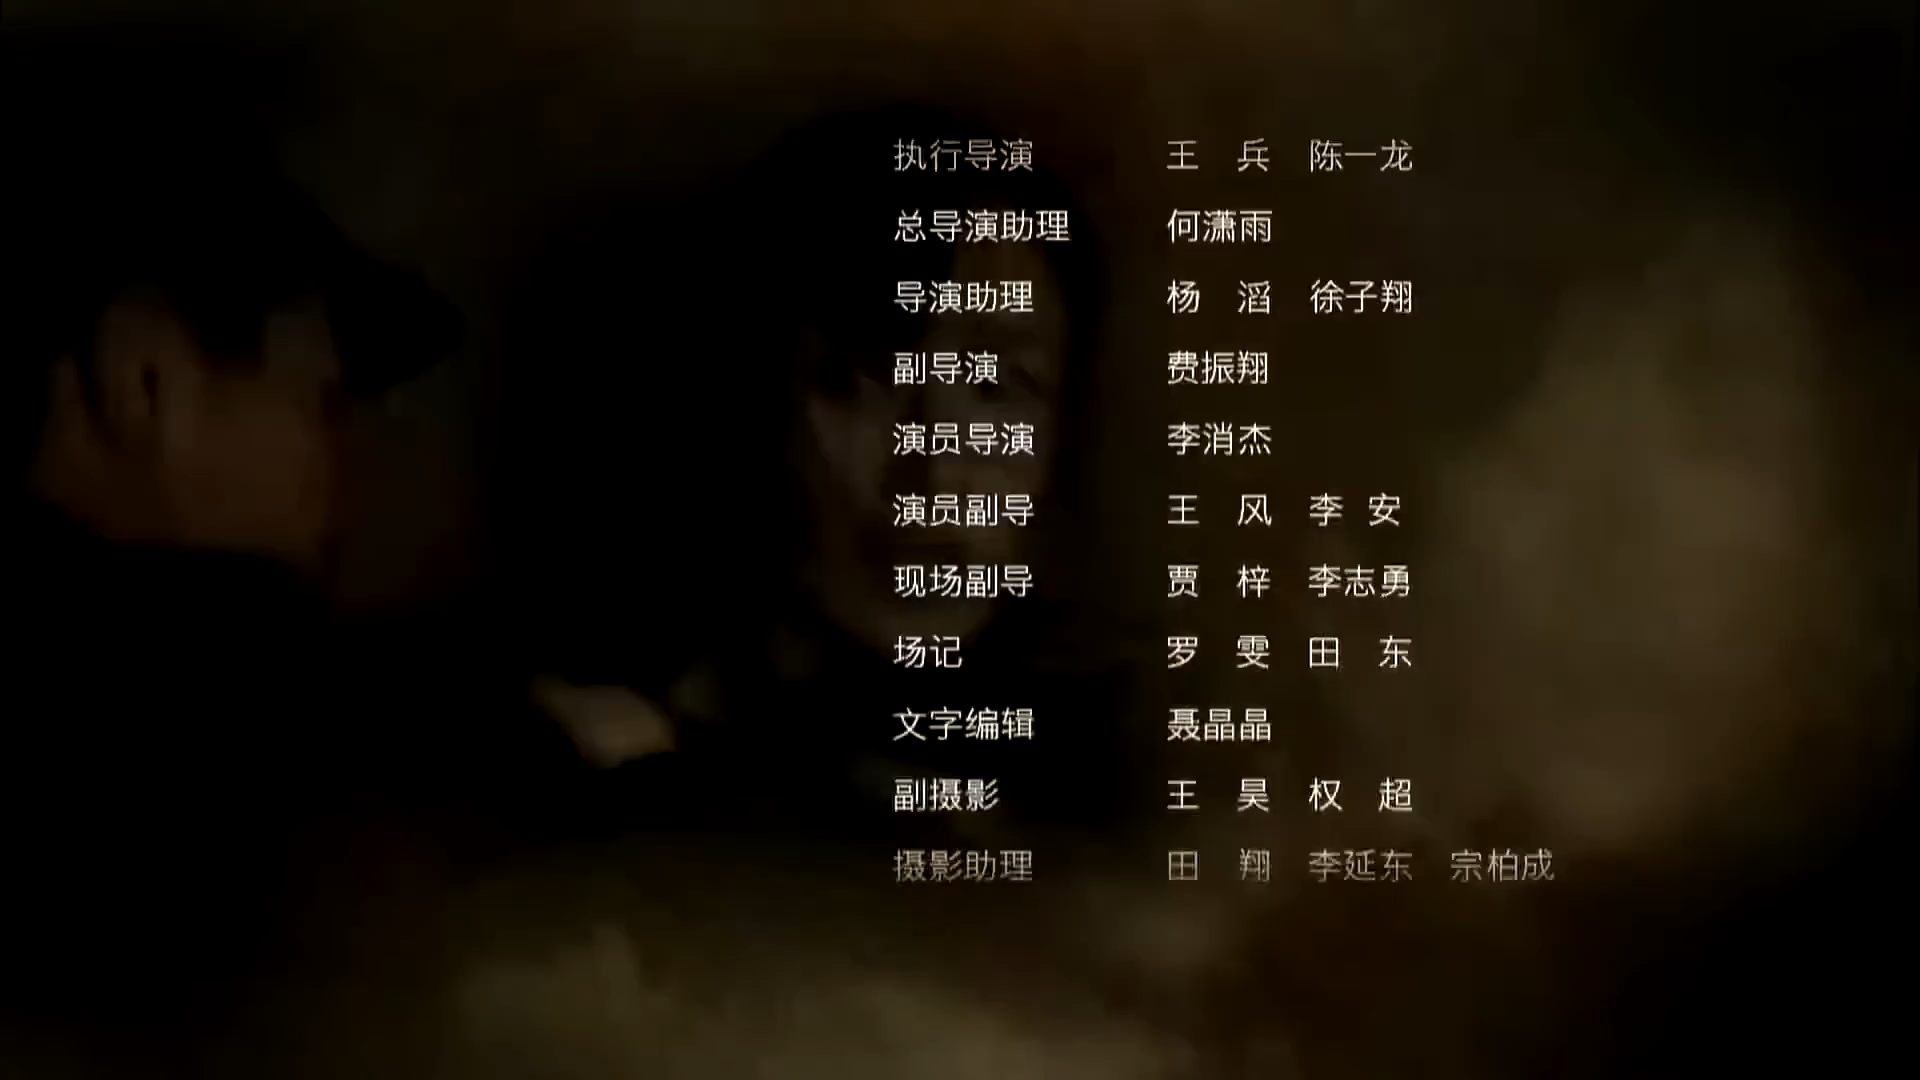 执行导演 王 兵 陈一龙
总导演助理 何潇雨
导演助理 杨 滔 徐子翔
副导演 费振翔
演员导演 李消杰
演员副导 王 风 李 安
现场副导 贾 梓 李志勇
场记 罗 雯 田 东
文字编辑 聂晶晶
副摄影 王 昊 权 超
摄影助理 田 翔 李延东 宗柏成